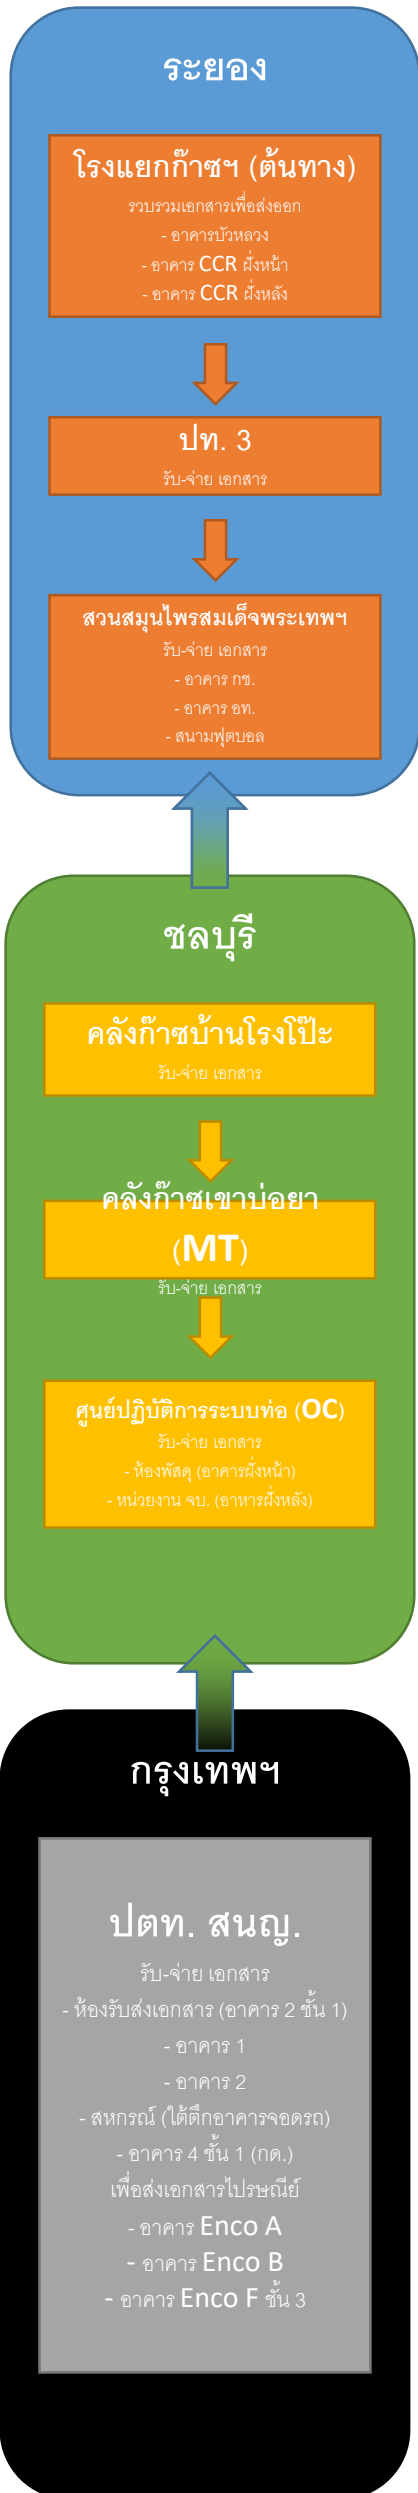 ระยอง
โรงแยกก๊าซฯ (ต้นทาง)
รวบรวมเอกสารเพื่อส่งออก
- อาคารบัวหลวง
- อาคาร CCR ฝั่งหน้า
- อาคาร CCR ฝั่งหลัง
ปท. 3
รับ-จ่าย เอกสาร
สวนสมุนไพรสมเด็จพระเทพฯ
รับ-จ่าย เอกสาร
- อาคาร กช.
- อาคาร อท.
- สนามฟุตบอล
ชลบุรี
คลังก๊าซบ้านโรงโป๊ะ
รับ-จ่าย เอกสาร
คลังก๊าซเขาบ่อยา
(MT)
รับ-จ่าย เอกสาร
ศูนย์ปฏิบัติการระบบท่อ (OC)
รับ-จ่าย เอกสาร
- ห้องพัสดุ (อาคารฝั่งหน้า)
- หน่วยงาน จบ. (อาหารฝั่งหลัง)
กรุงเทพฯ
ปตท. สนญ.
รับ-จ่าย เอกสาร
- ห้องรับส่งเอกสาร (อาคาร 2 ชั้น 1)
- อาคาร 1
- อาคาร 2
- สหกรณ์ (ใต้ตึกอาคารจอดรถ)
- อาคาร 4 ชั้น 1 (กด.)
เพื่อส่งเอกสารไปรษณีย์
- อาคาร Enco A
- อาคาร Enco B
- อาคาร Enco F ชั้น 3